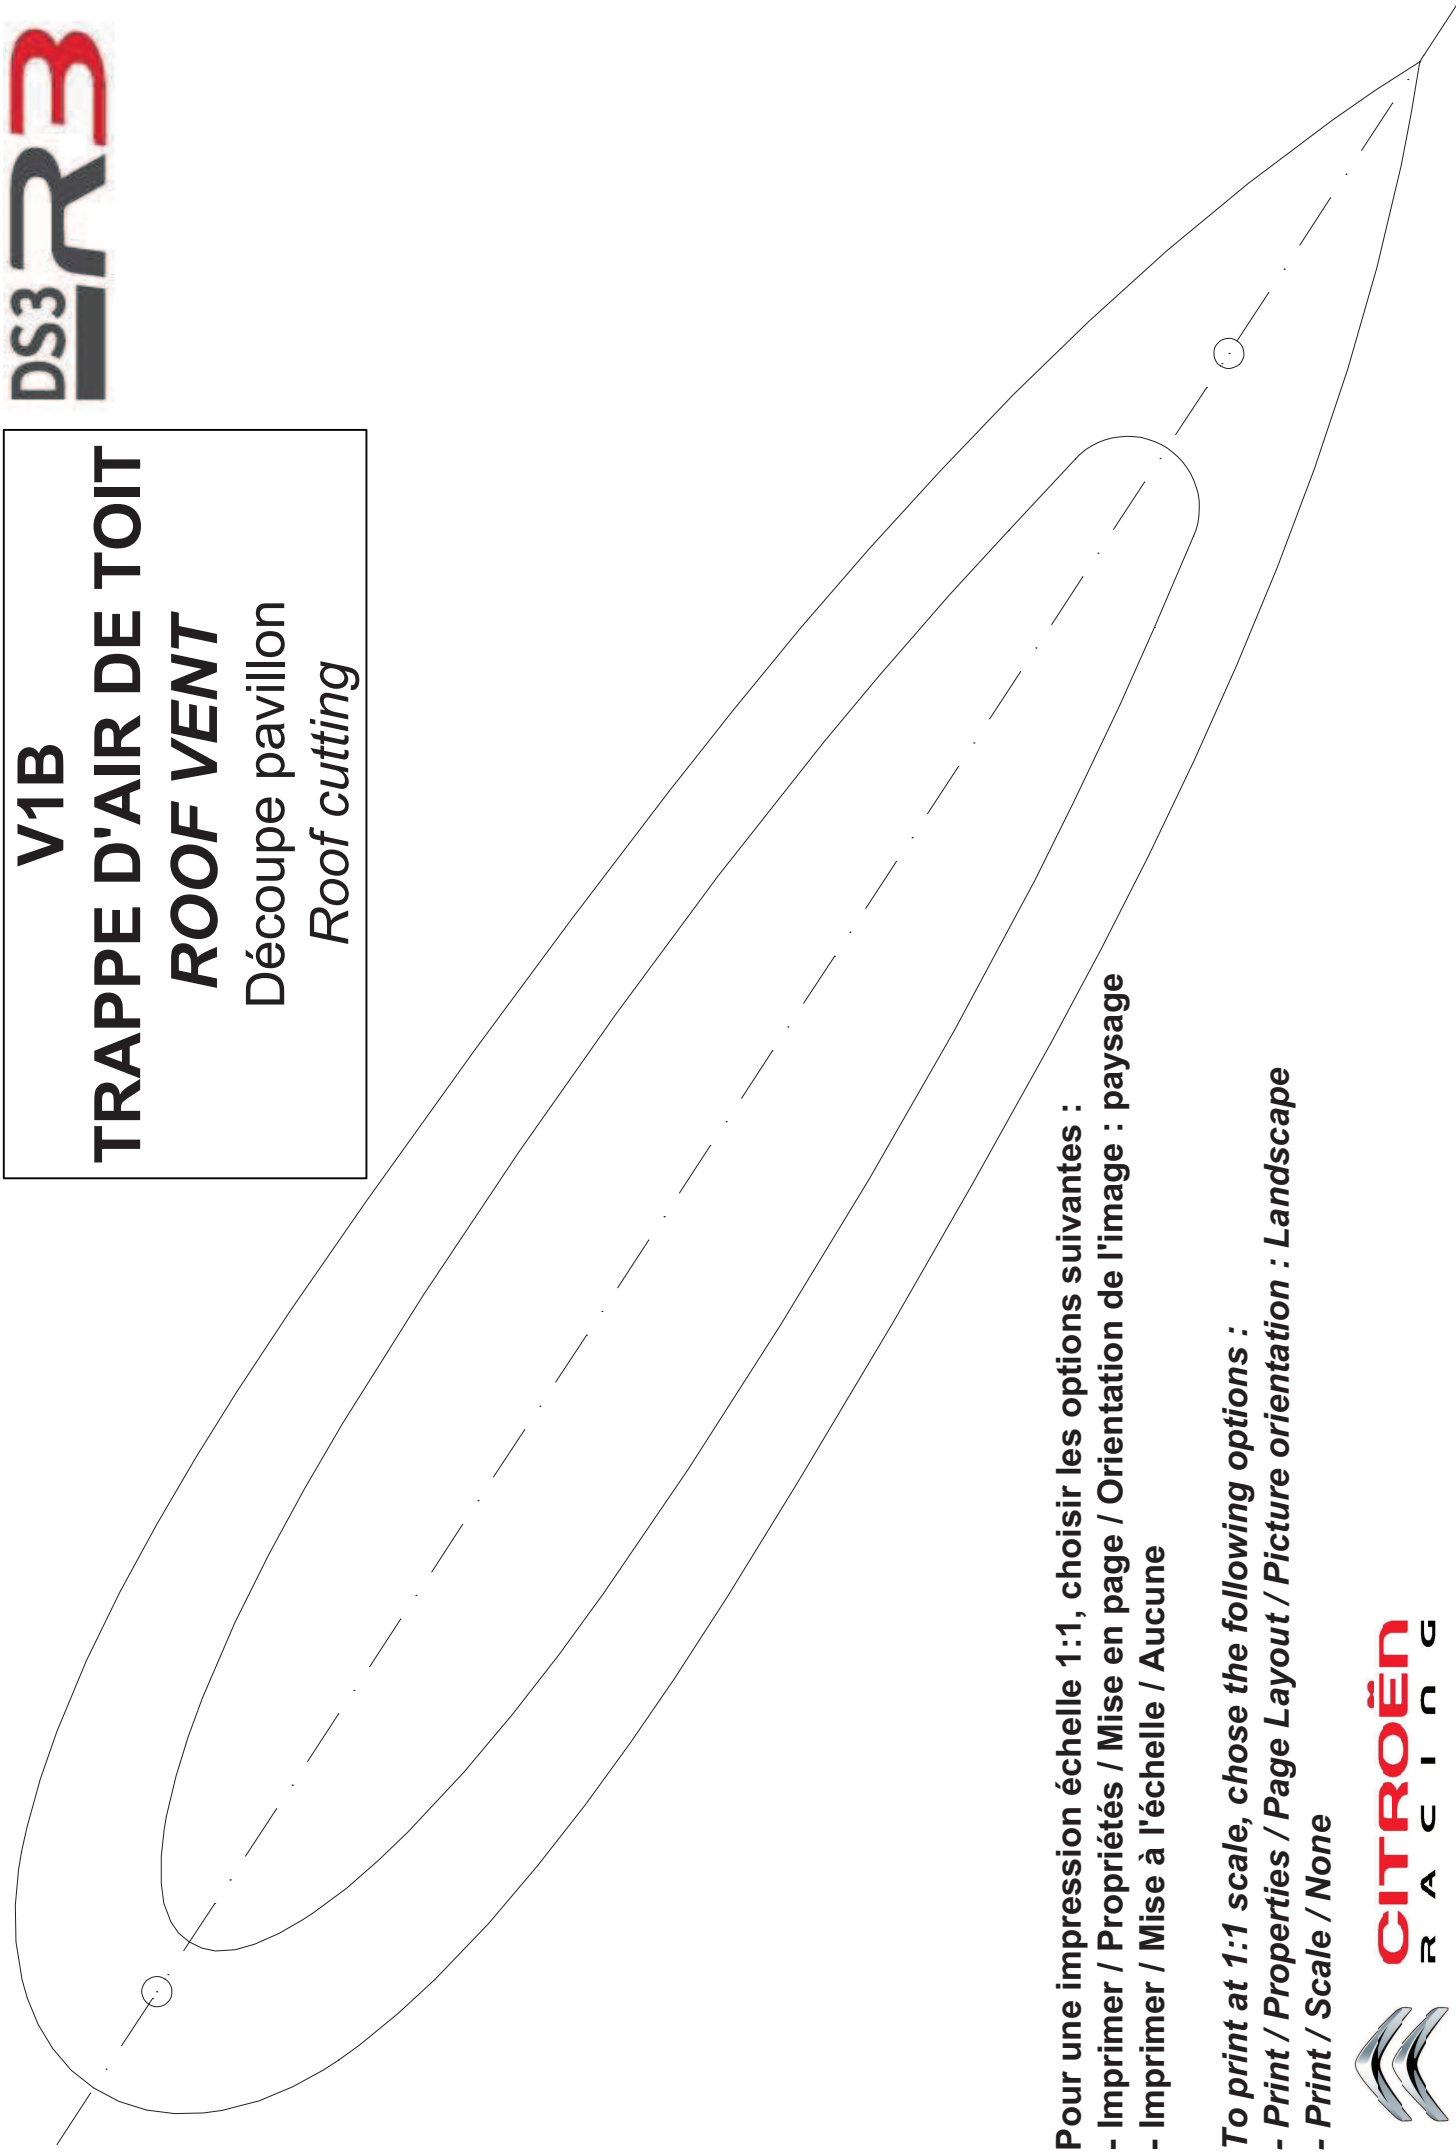 DS3
R3
V1B
TRAPPE D'AIR DE TOIT
ROOF VENT
Découpe pavillon
Roof cutting
Pour une impression échelle 1:1, choisir les options suivantes :
- Imprimer / Propriétés / Mise en page / Orientation de l'image : paysage
- Imprimer / Mise à l'échelle / Aucune
To print at 1:1 scale, chose the following options :
- Print / Properties / Page Layout / Picture orientation : Landscape
- Print / Scale / None
CITROËN
RACING